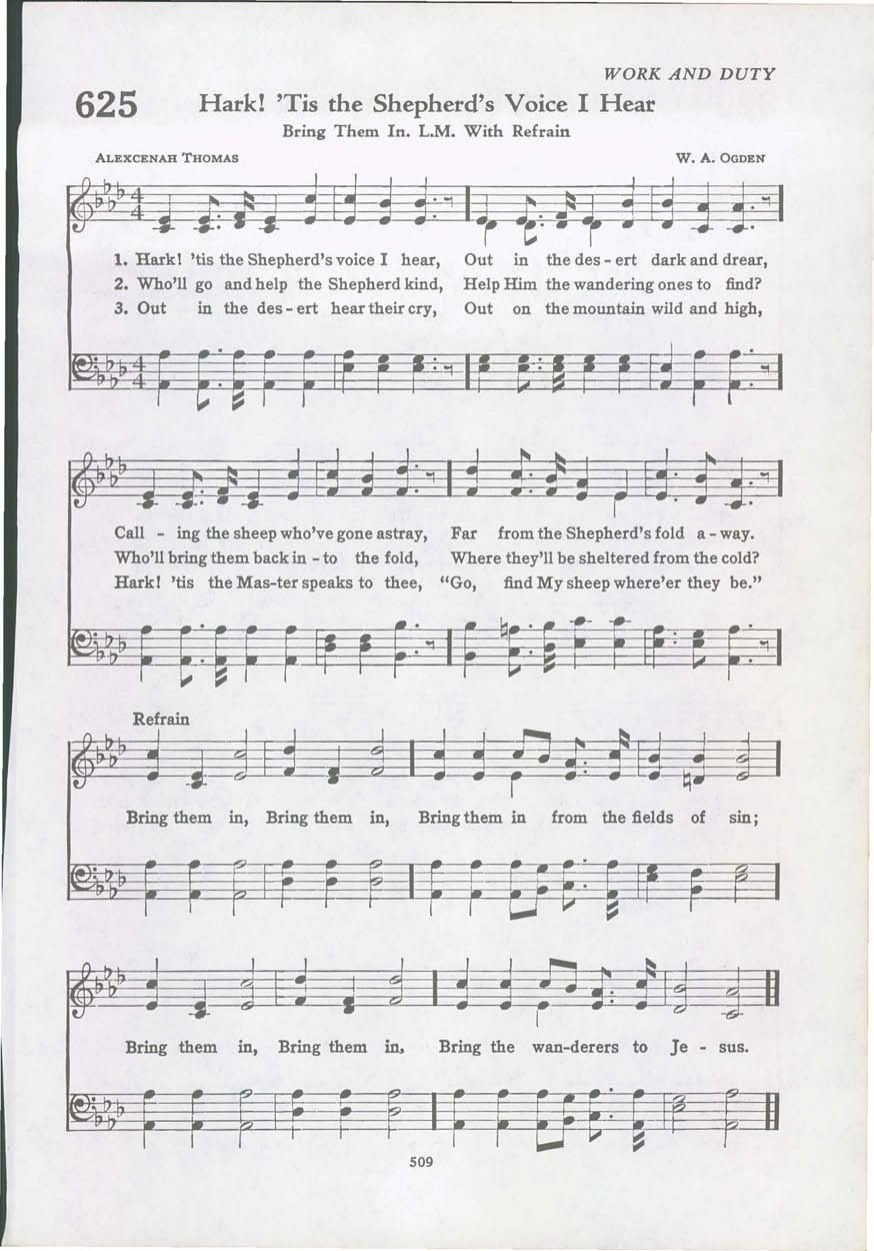 WORK AND DUTY
625 Hark! ’Tis the Shepherd’s Voice I Hear
Bring Them In. L.M. With Refrain
ALEXCENAH THOMAS W. A. OGDEN
4
4
1. Hark! ’tis the Shepherd’s voice I hear, Out in the des - ert dark and drear,
2. Who’ll go and help the Shepherd kind, Help Him the wandering ones to find?
3. Out in the des - ert hear their cry, Out on the mountain wild and high,
4
4
Call - ing the sheep who’ve gone astray, Far from the Shepherd’s fold a - way.
Who’ll bring them back in - to the fold, Where they’ll be sheltered from the cold?
Hark! ’tis the Mas-ter speaks to thee, “Go, find My sheep where’er they be.”
Refrain
Bring them in, Bring them in, Bring them in from the fields of sin;
Bring them in, Bring them in, Bring the wan-derers to Je - sus.
509